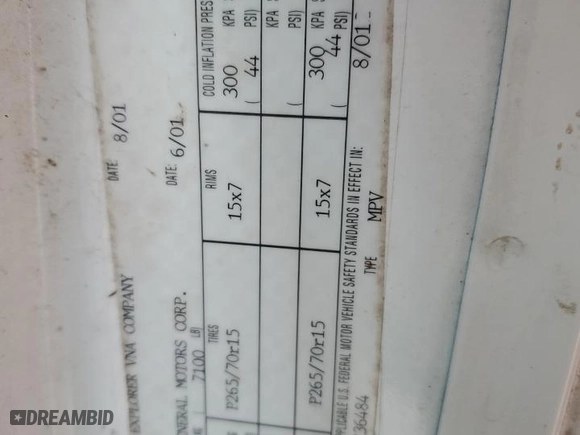 EXPLORER VNA COMPANY DATE 8/01
NERAL MOTORS CORP. DATE: 6/01
7100 LB)
TIRES RIMS COLD INFLATION PRES
P265/70r15 15x7 300 KPA
( 44 PSI)
KPA
( PSI)
P265/70r15 15x7 300 KPA
( 44 PSI)
PLICABLE U.S. FEDERAL MOTOR VEHICLE SAFETY STANDARDS IN EFFECT IN: 8/01
36484 TYPE MPV
DREAMBID